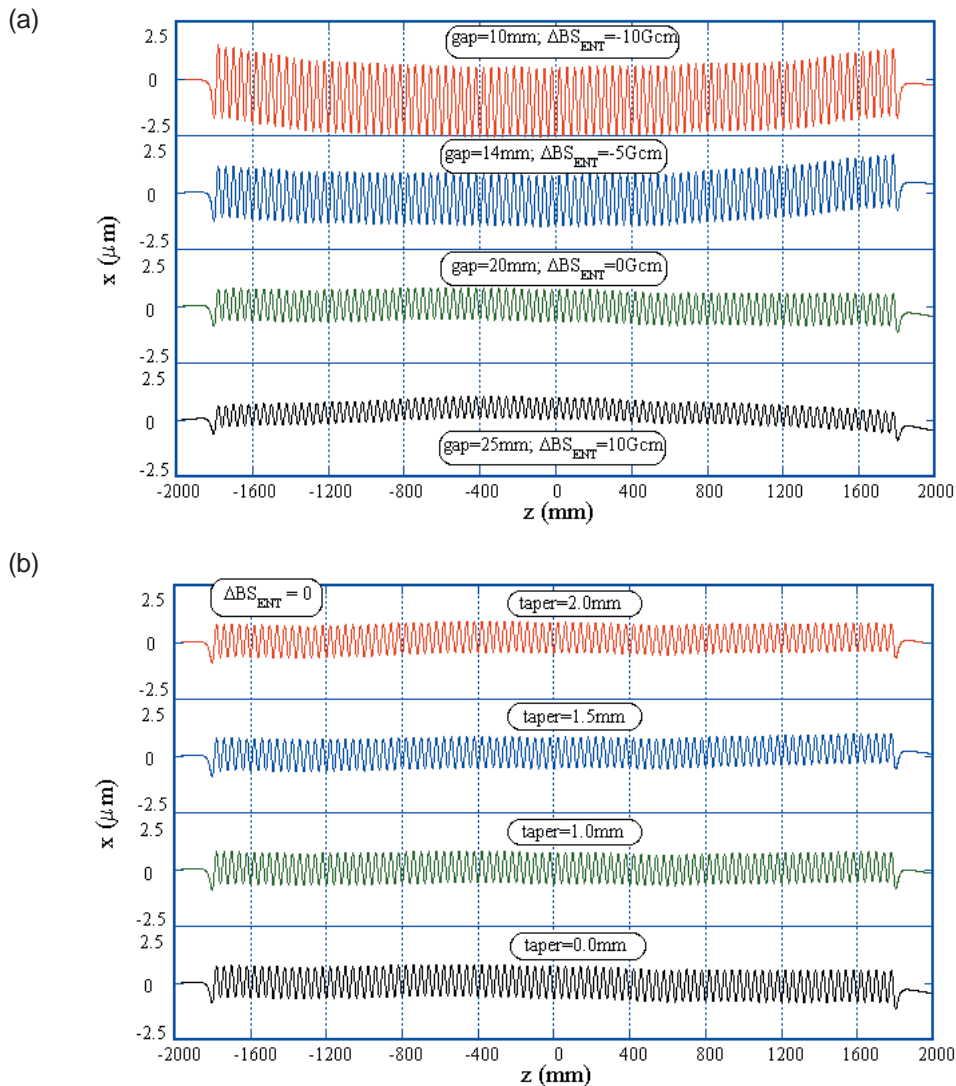 (a)
gap=10mm; ΔBS_ENT=-10Gcm
2.5
0
-2.5
gap=14mm; ΔBS_ENT=-5Gcm
2.5
0
-2.5
gap=20mm; ΔBS_ENT=0Gcm
2.5
0
-2.5
2.5
0
gap=25mm; ΔBS_ENT=10Gcm
-2.5
x (μm)
-2000 -1600 -1200 -800 -400 0 400 800 1200 1600 2000
z (mm)
(b)
ΔBS_ENT = 0
taper=2.0mm
2.5
0
-2.5
taper=1.5mm
2.5
0
-2.5
taper=1.0mm
2.5
0
-2.5
taper=0.0mm
2.5
0
-2.5
x (μm)
-2000 -1600 -1200 -800 -400 0 400 800 1200 1600 2000
z (mm)